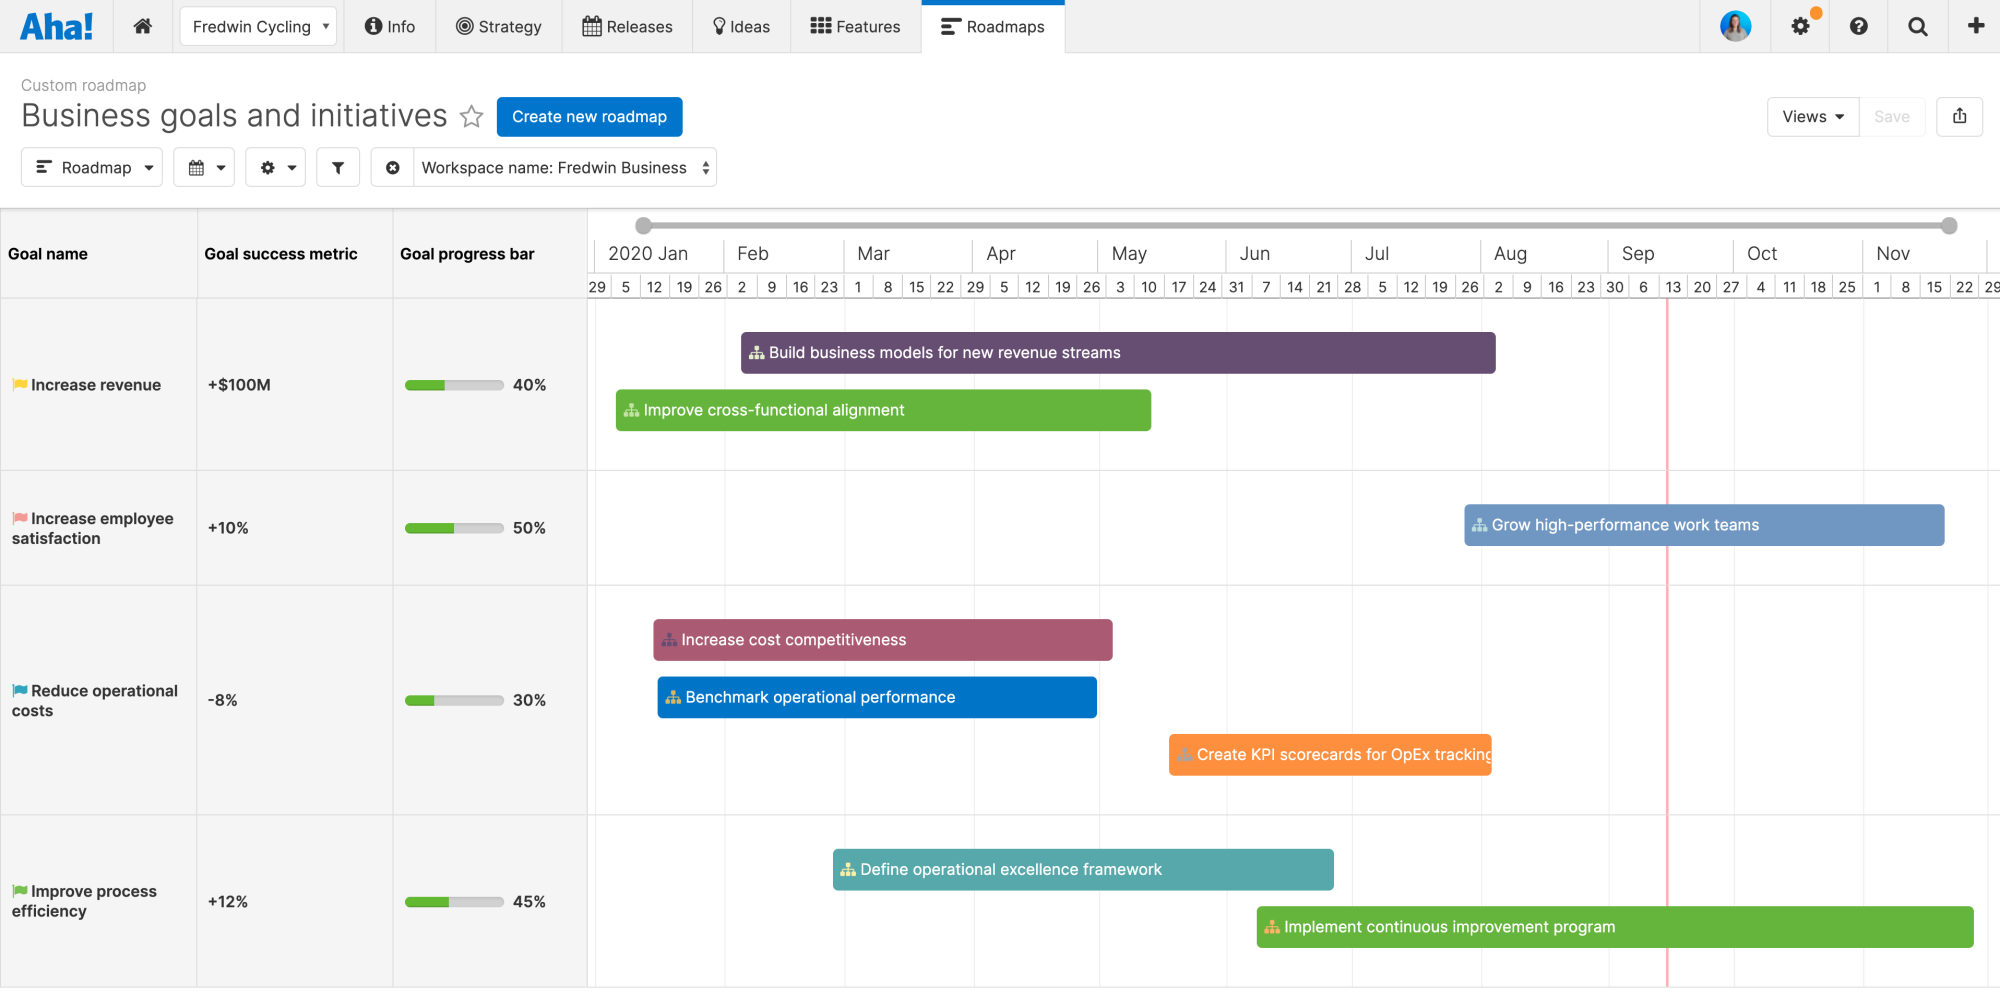 Aha!
Fredwin Cycling
Info
Strategy
Releases
Ideas
Features
Roadmaps
Custom roadmap
Business goals and initiatives
Create new roadmap
Views
Save
Roadmap
Workspace name: Fredwin Business
Goal name
Goal success metric
Goal progress bar
2020 Jan Feb Mar Apr May Jun Jul Aug Sep Oct Nov
29 5 12 19 26 2 9 16 23 1 8 15 22 29 5 12 19 26 3 10 17 24 31 7 14 21 28 5 12 19 26 2 9 16 23 30 6 13 20 27 4 11 18 25 1 8 15 22 29
Increase revenue
+$100M
40%
Build business models for new revenue streams
Improve cross-functional alignment
Increase employee
satisfaction
+10%
50%
Grow high-performance work teams
Reduce operational
costs
-8%
30%
Increase cost competitiveness
Benchmark operational performance
Create KPI scorecards for OpEx tracking
Improve process
efficiency
+12%
45%
Define operational excellence framework
Implement continuous improvement program